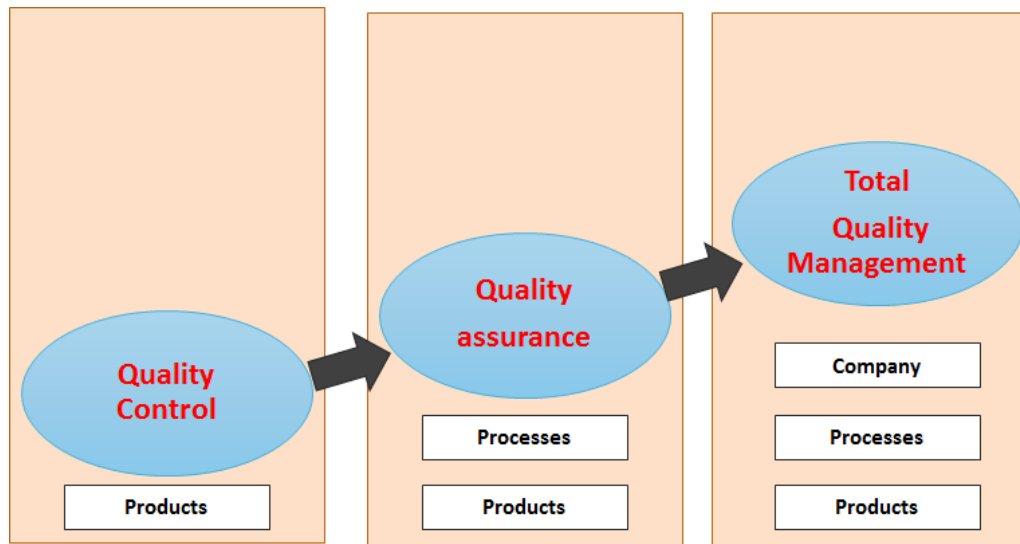 Quality
Control
Products
Quality
assurance
Processes
Products
Total
Quality
Management
Company
Processes
Products